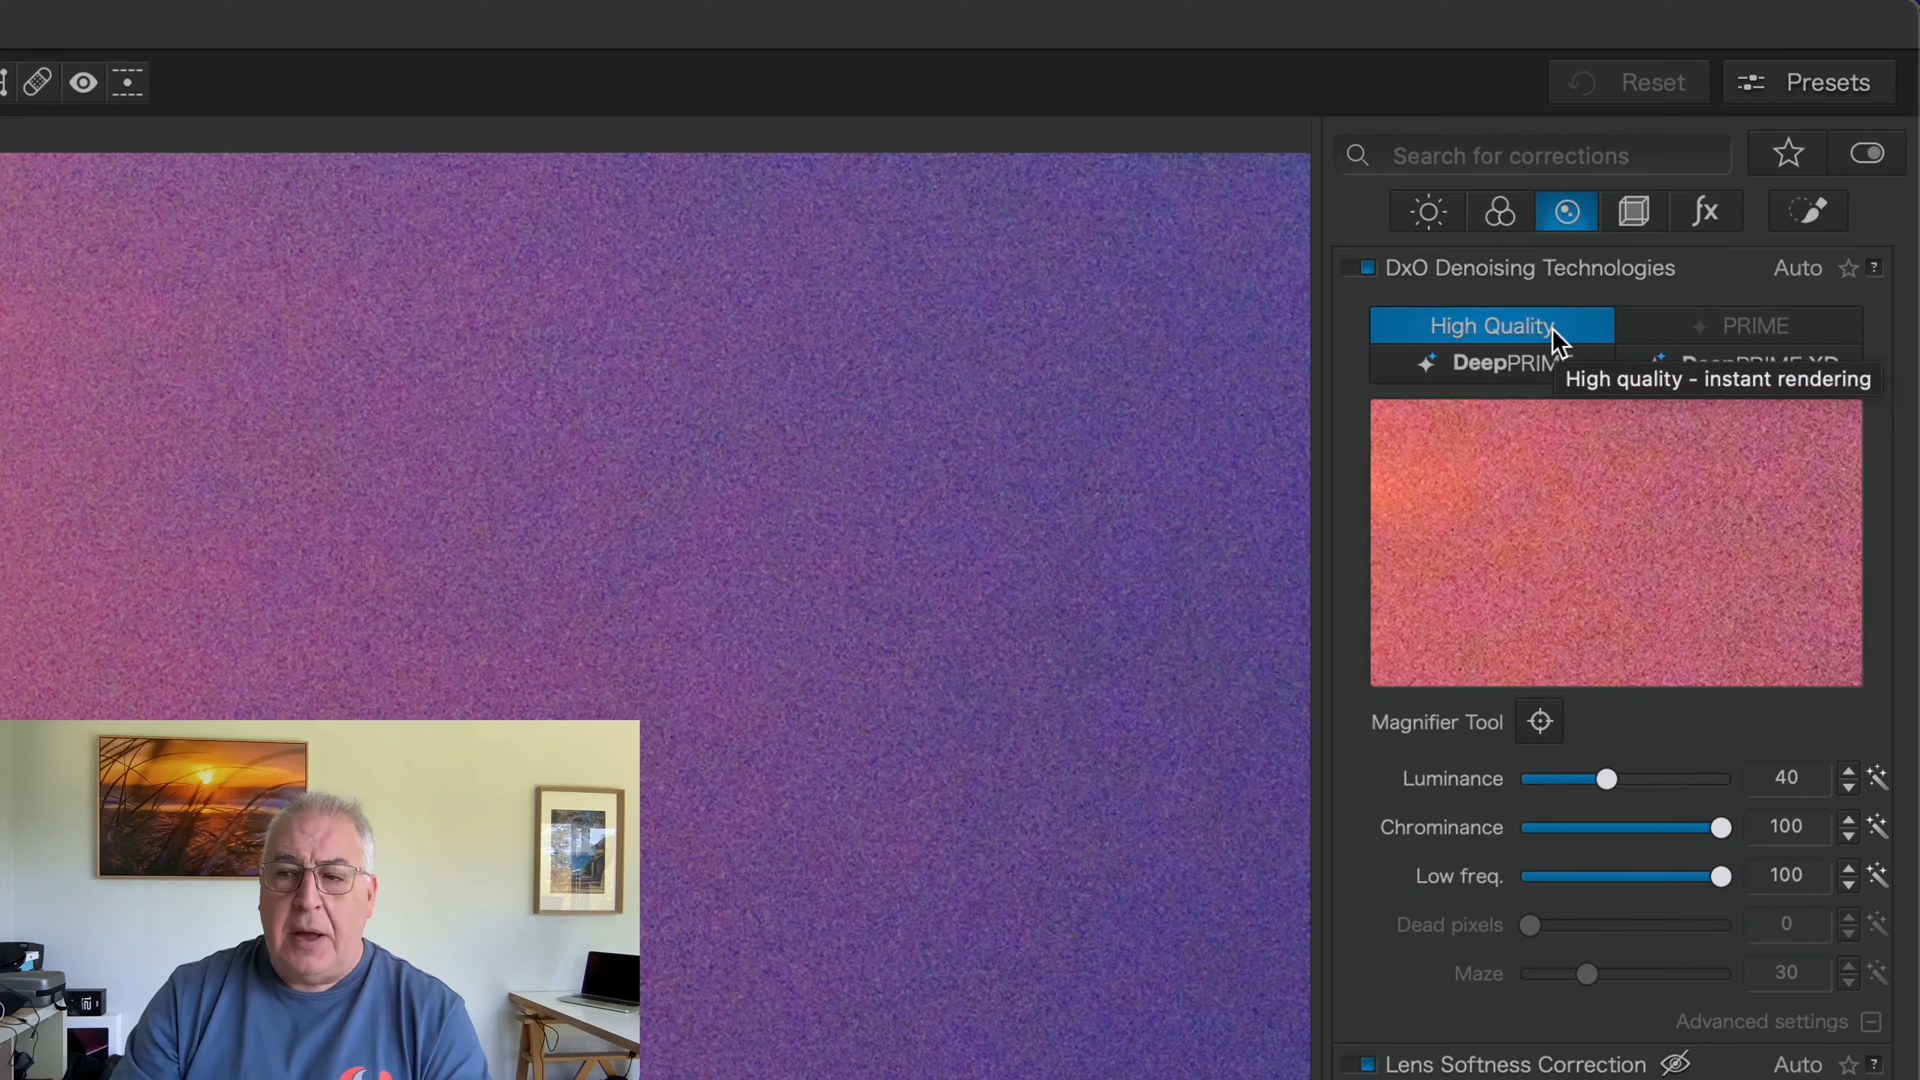 Reset
Presets
Search for corrections
fx
DxO Denoising Technologies Auto ?
High Quality PRIME
DeepPRIM
High quality - instant rendering
Magnifier Tool
Luminance 40
Chrominance 100
Low freq. 100
Dead pixels 0
Maze 30
Advanced settings
Lens Softness Correction Auto ?